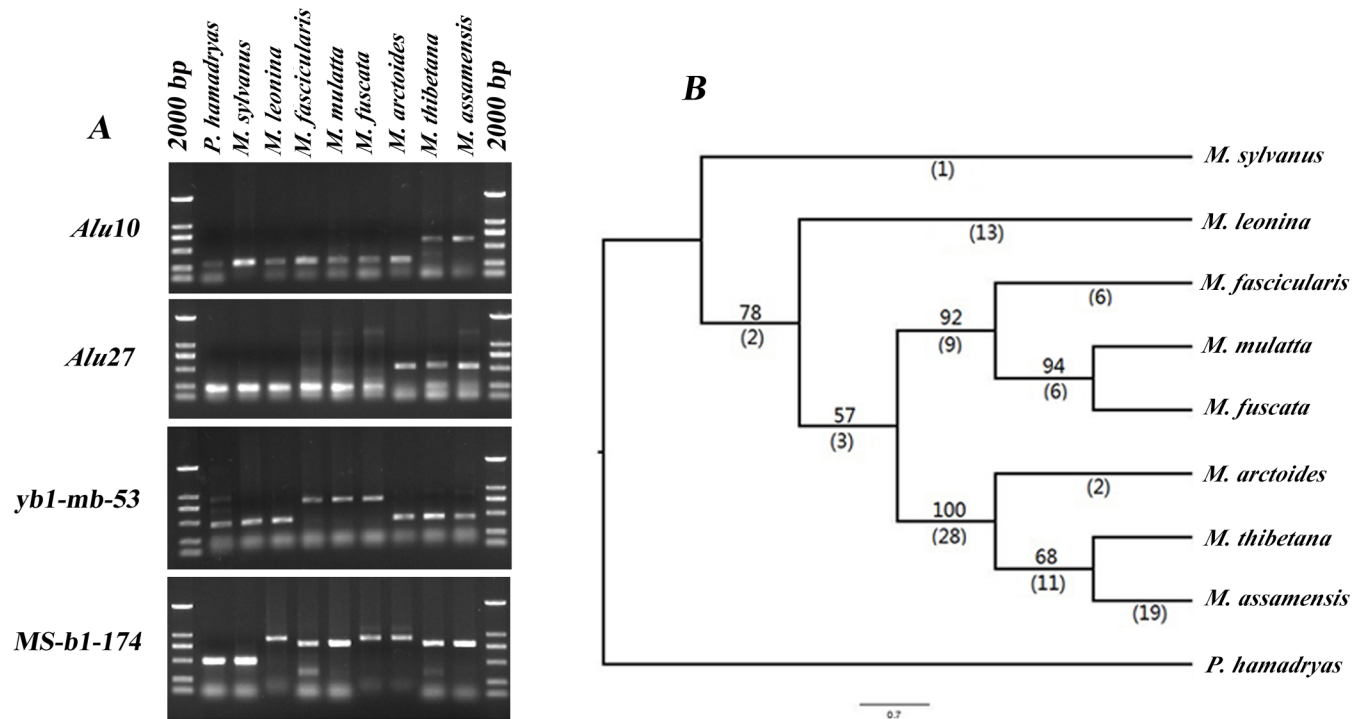 A
2000 bp
P. hamadryas
M. sylvanus
M. leonina
M. fascicularis
M. mulatta
M. fuscata
M. arctoides
M. thibetana
M. assamensis
2000 bp
Alu10
Alu27
yb1-mb-53
MS-b1-174
B
M. sylvanus
(1)
M. leonina
(13)
M. fascicularis
(6)
78
(2)
92
(9)
M. mulatta
94
(6)
M. fuscata
57
(3)
M. arctoides
(2)
100
(28)
M. thibetana
68
(11)
M. assamensis
(19)
P. hamadryas
0.7